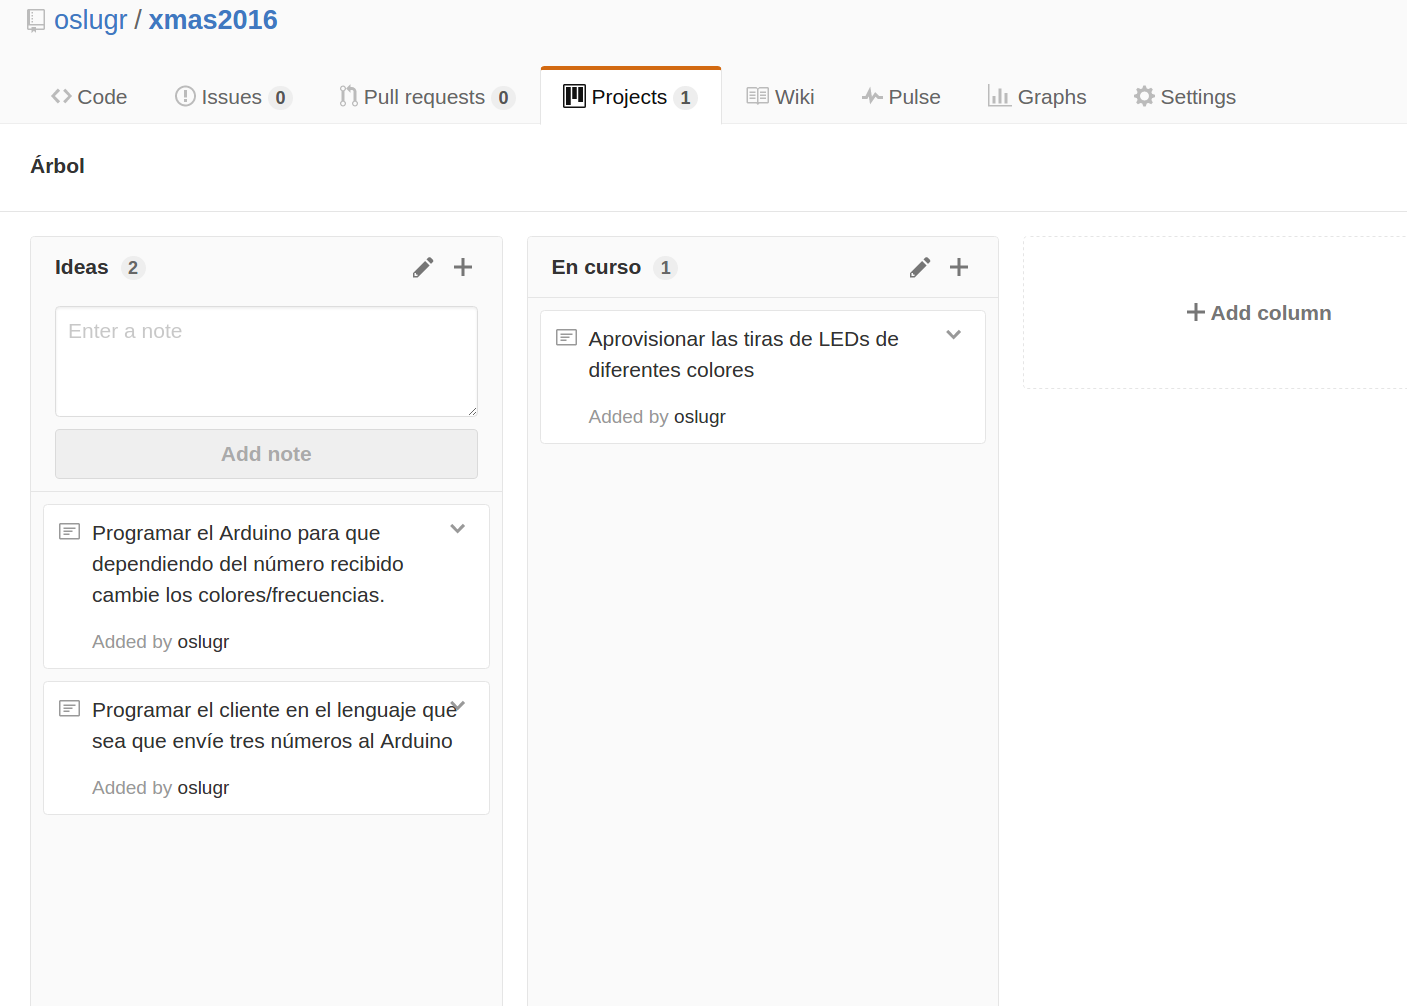 oslugr / xmas2016
Code Issues 0 Pull requests 0 Projects 1 Wiki Pulse Graphs Settings
Árbol
Ideas 2
Enter a note
Add note
Programar el Arduino para que
dependiendo del número recibido
cambie los colores/frecuencias.
Added by oslugr
Programar el cliente en el lenguaje que
sea que envíe tres números al Arduino
Added by oslugr
En curso 1
Aprovisionar las tiras de LEDs de
diferentes colores
Added by oslugr
Add column